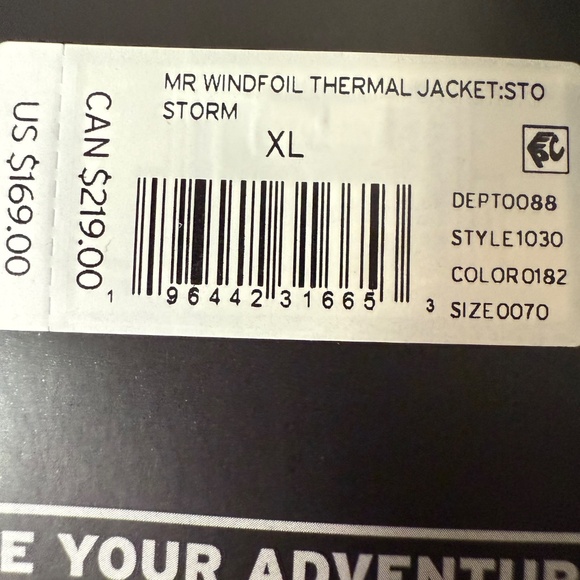 MR WINDFOIL THERMAL JACKET:STO
STORM
XL
US $169.00
CAN $219.00
1 96442 31665 3
DEPT0088
STYLE1030
COLOR0182
SIZE0070
E YOUR ADVENTUR